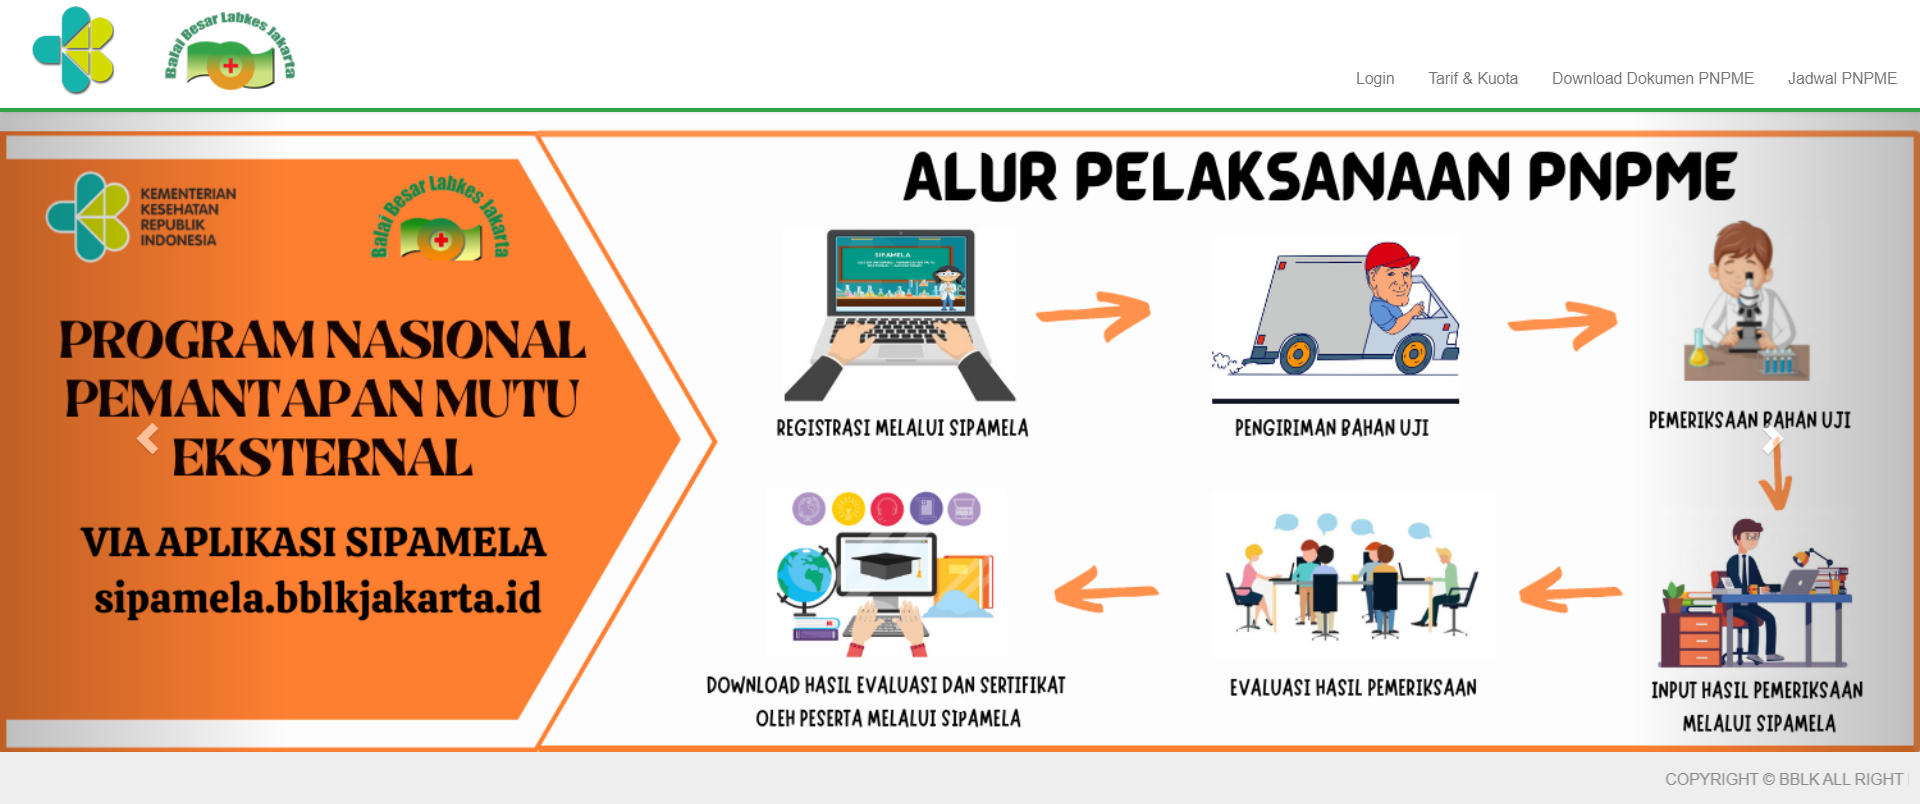 Balai Besar Labkes Jakarta
Login
Tarif & Kuota
Download Dokumen PNPME
Jadwal PNPME
KEMENTERIAN
KESEHATAN
REPUBLIK
INDONESIA
Balai Besar Labkes Jakarta
PROGRAM NASIONAL
PEMANTAPAN MUTU
EKSTERNAL
VIA APLIKASI SIPAMELA
sipamela.bblkjakarta.id
ALUR PELAKSANAAN PNPME
SIPAMELA
REGISTRASI MELALUI SIPAMELA
PENGIRIMAN BAHAN UJI
PEMERIKSAAN BAHAN UJI
DOWNLOAD HASIL EVALUASI DAN SERTIFIKAT
OLEH PESERTA MELALUI SIPAMELA
EVALUASI HASIL PEMERIKSAAN
INPUT HASIL PEMERIKSAAN
MELALUI SIPAMELA
COPYRIGHT © BBLK ALL RIGHT